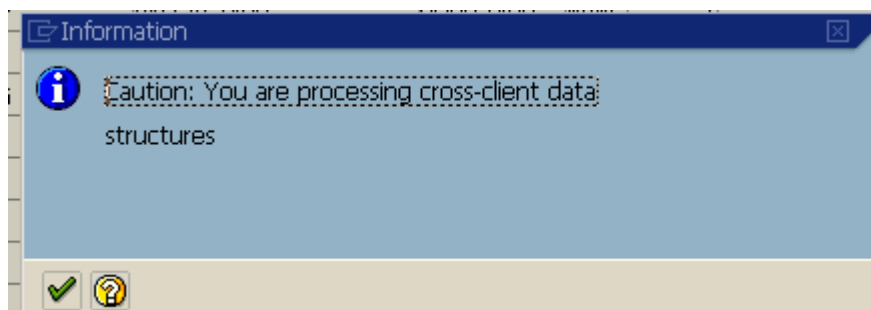 Information
Caution: You are processing cross-client data
structures